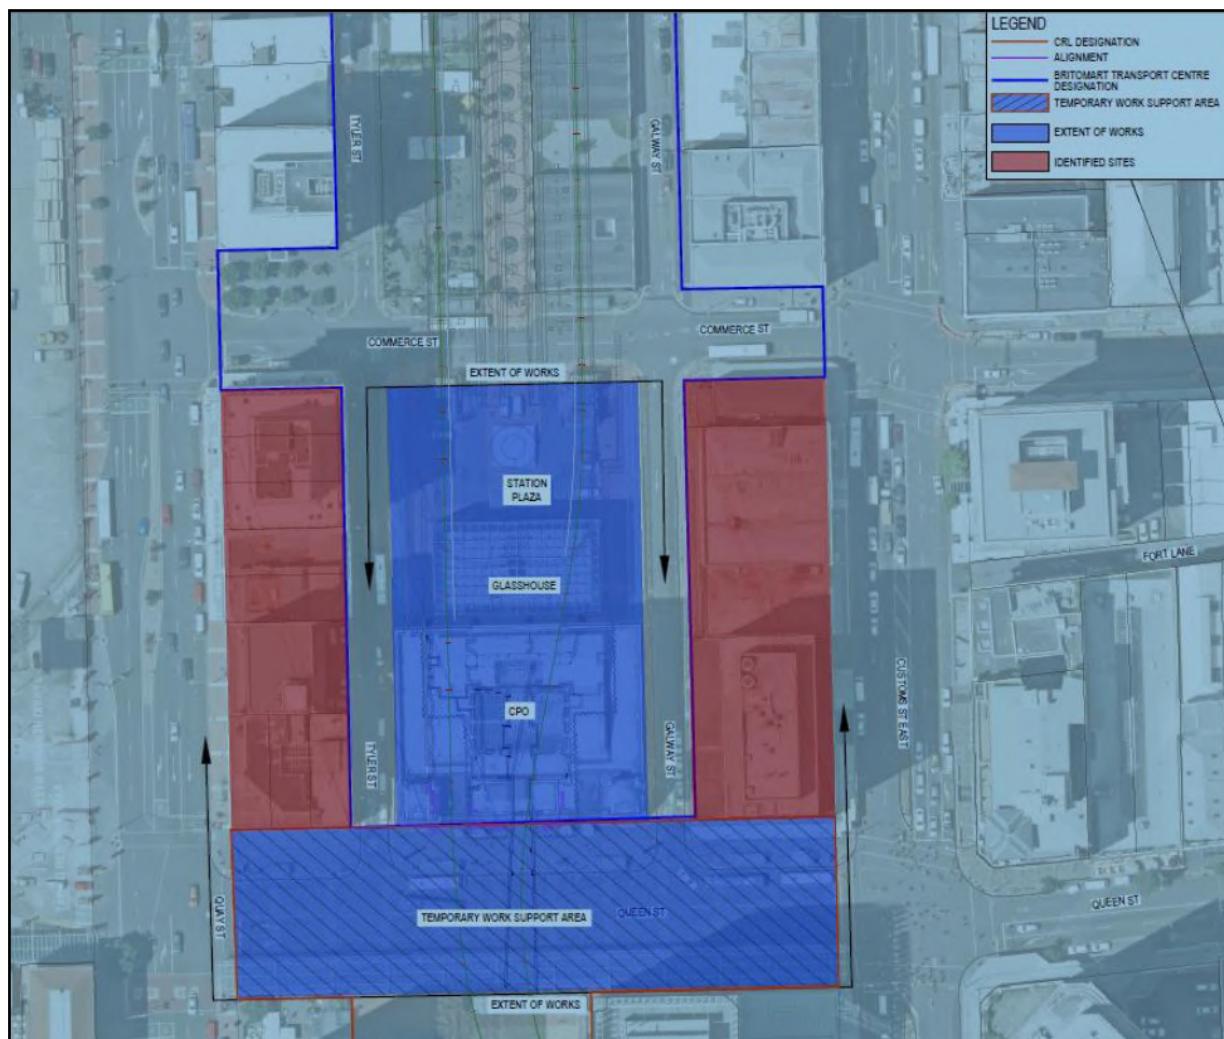 LEGEND
CRL DESIGNATION
ALIGNMENT
BRITOMART TRANSPORT CENTRE
DESIGNATION
TEMPORARY WORK SUPPORT AREA
EXTENT OF WORKS
IDENTIFIED SITES
TYLER ST
GALWAY ST
COMMERCE ST
COMMERCE ST
EXTENT OF WORKS
STATION
PLAZA
GLASSHOUSE
FORT LANE
CPO
CUSTOMS ST EAST
TYLER ST
GALWAY ST
QUAY ST
TEMPORARY WORK SUPPORT AREA
QUEEN ST
QUEEN ST
EXTENT OF WORKS